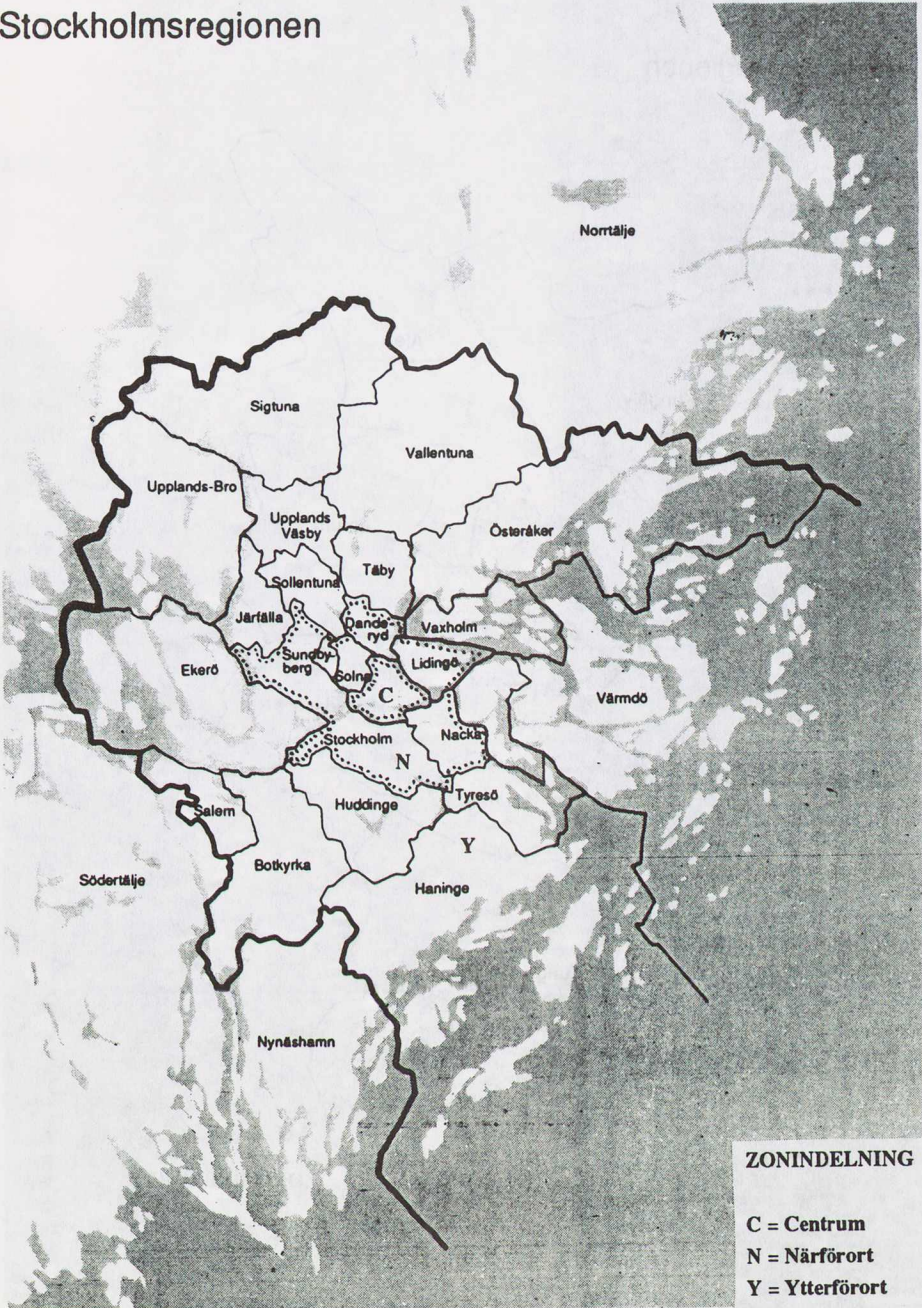 Stockholmsregionen
Norrtälje
Sigtuna
Vallentuna
Upplands-Bro
Upplands
Väsby
Österåker
Täby
Sollentuna
Järfälla
Dande-
ryd
Vaxholm
Sundby-
berg
Lidingö
Ekerö
Solna
C
Värmdö
Stockholm
Nacka
N
Tyresö
Huddinge
Salem
Y
Botkyrka
Södertälje
Haninge
Nynäshamn
ZONINDELNING
C = Centrum
N = Närförort
Y = Ytterförort